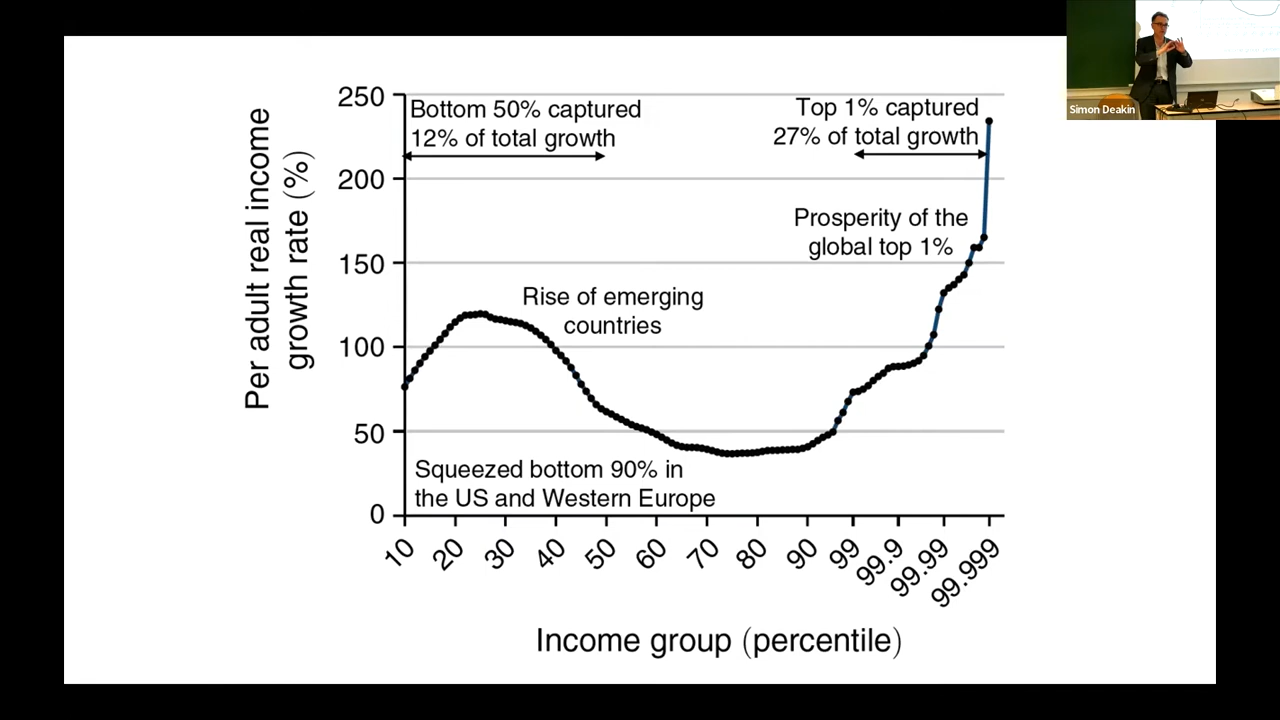 Simon Deakin
Per adult real income
growth rate (%)
250
200
150
100
50
0
Bottom 50% captured
12% of total growth
Top 1% captured
27% of total growth
Prosperity of the
global top 1%
Rise of emerging
countries
Squeezed bottom 90% in
the US and Western Europe
10
20
30
40
50
60
70
80
90
99
99.9
99.99
99.999
Income group (percentile)